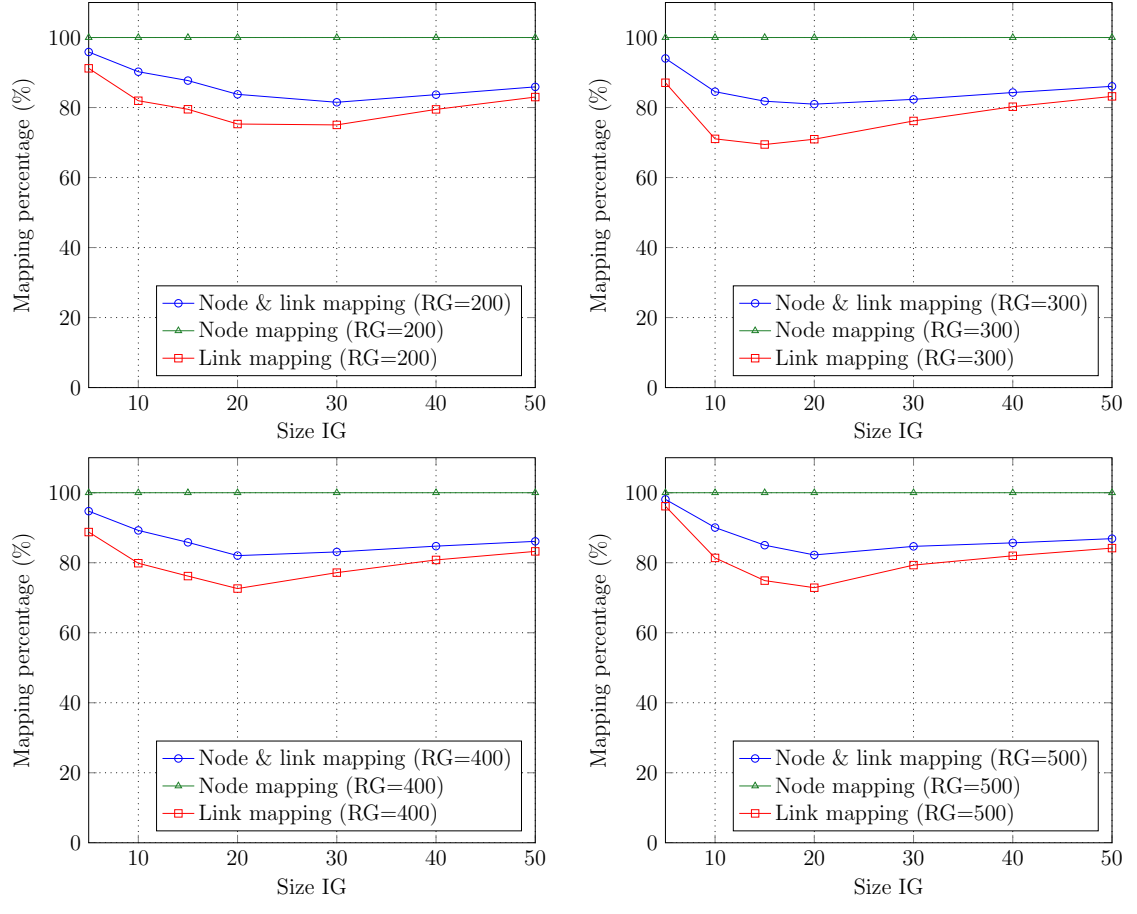 100
80
60
40
20
0
Mapping percentage (%)
Node & link mapping (RG=200)
Node mapping (RG=200)
Link mapping (RG=200)
10 20 30 40 50
Size IG
100
80
60
40
20
0
Mapping percentage (%)
Node & link mapping (RG=300)
Node mapping (RG=300)
Link mapping (RG=300)
10 20 30 40 50
Size IG
100
80
60
40
20
0
Mapping percentage (%)
Node & link mapping (RG=400)
Node mapping (RG=400)
Link mapping (RG=400)
10 20 30 40 50
Size IG
100
80
60
40
20
0
Mapping percentage (%)
Node & link mapping (RG=500)
Node mapping (RG=500)
Link mapping (RG=500)
10 20 30 40 50
Size IG